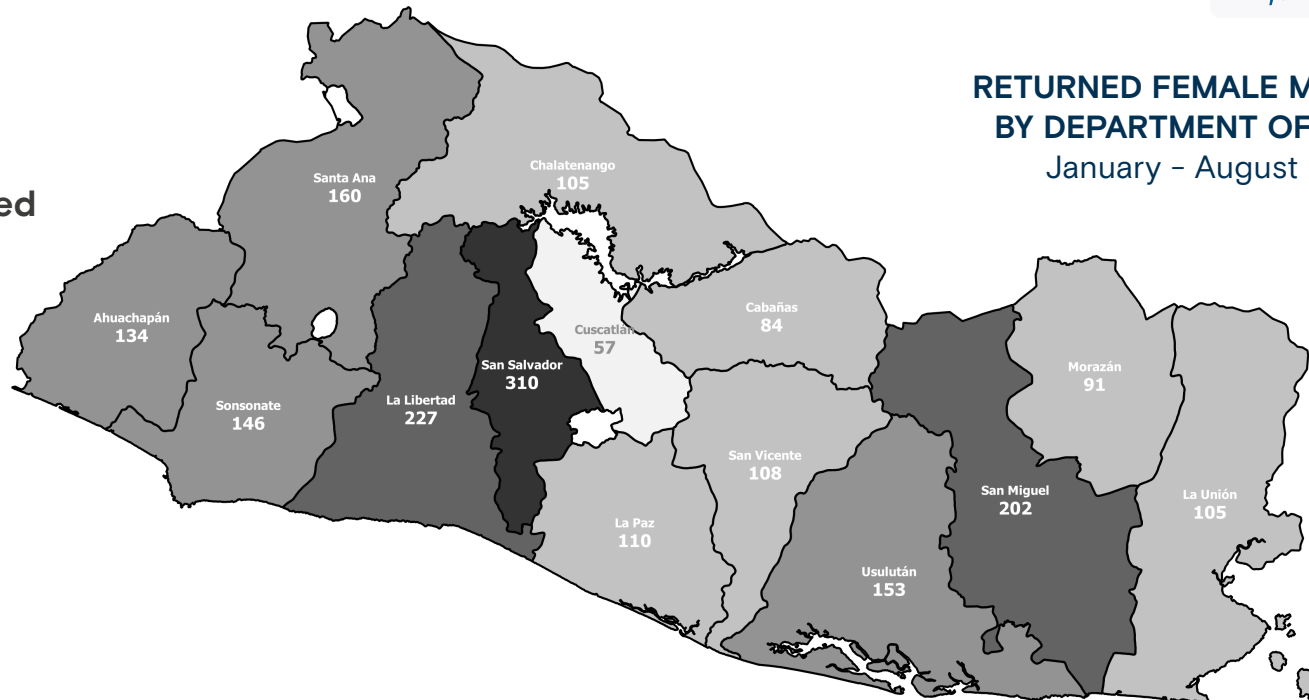 RETURNED FEMALE M
BY DEPARTMENT OF
January - August
ed
Chalatenango
105
Santa Ana
160
Ahuachapán
134
Sonsonate
146
La Libertad
227
San Salvador
310
Cuscatlán
57
Cabañas
84
Morazán
91
San Vicente
108
San Miguel
202
La Unión
105
La Paz
110
Usulután
153